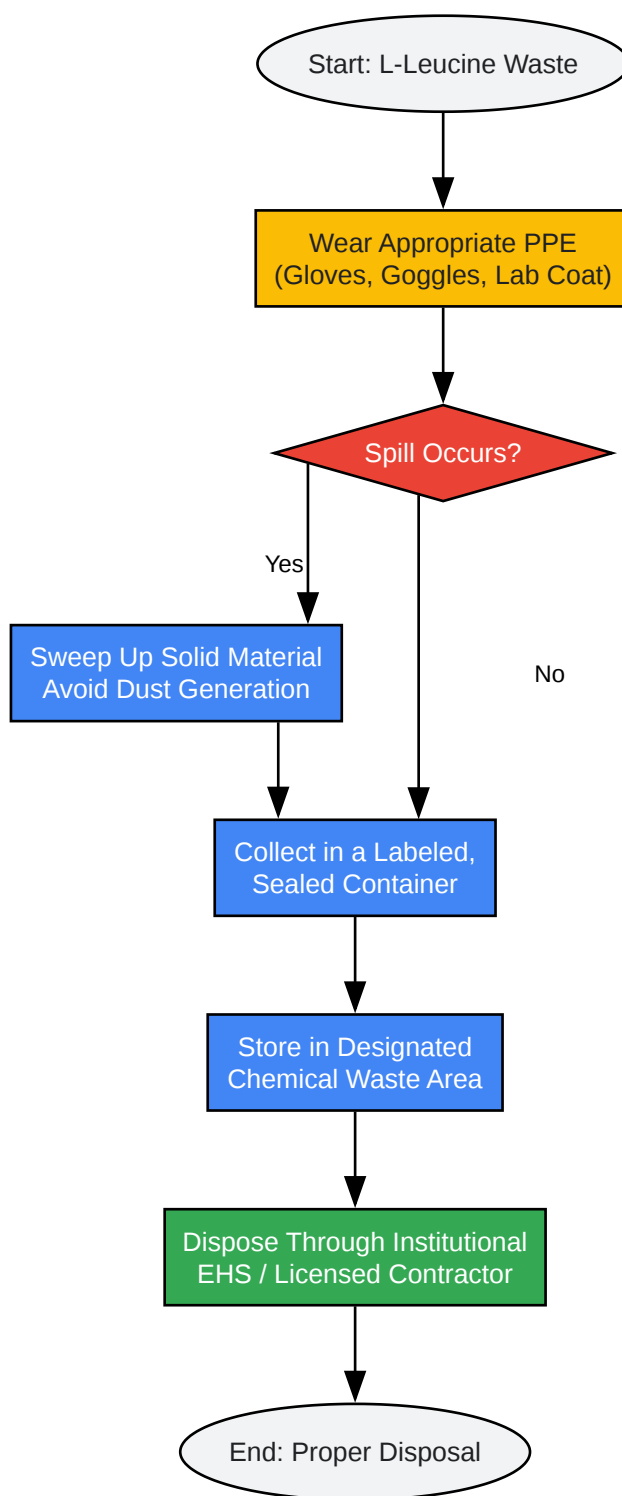 Start: L-Leucine Waste
Wear Appropriate PPE
(Gloves, Goggles, Lab Coat)
Spill Occurs?
Yes
Sweep Up Solid Material
Avoid Dust Generation
No
Collect in a Labeled,
Sealed Container
Store in Designated
Chemical Waste Area
Dispose Through Institutional
EHS / Licensed Contractor
End: Proper Disposal